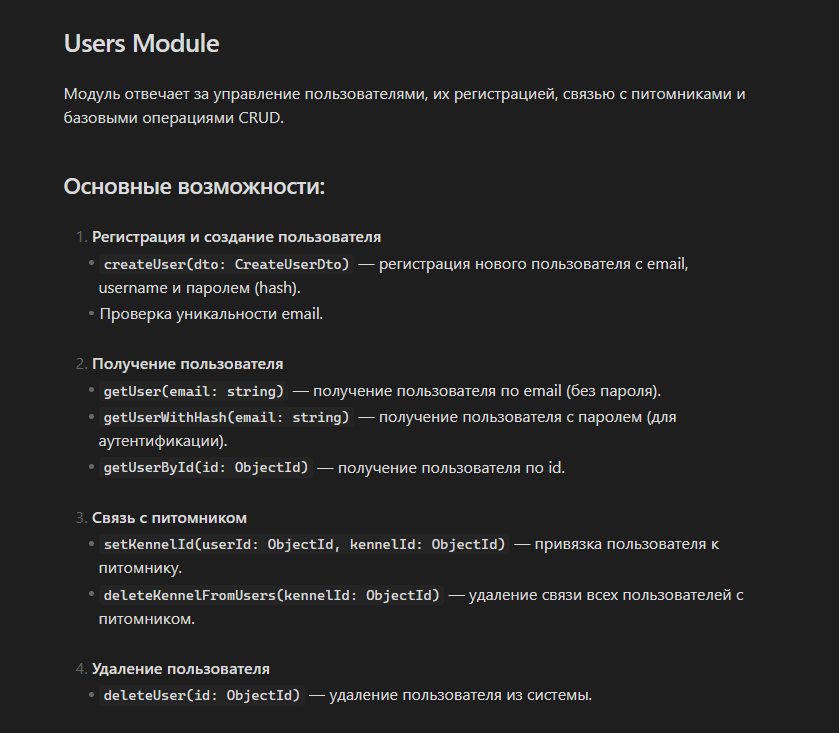 Users Module
Модуль отвечает за управление пользователями, их регистрацией, связью с питомниками и
базовыми операциями CRUD.
Основные возможности:
1. Регистрация и создание пользователя
• createUser(dto: CreateUserDto) — регистрация нового пользователя с email,
username и паролем (hash).
• Проверка уникальности email.
2. Получение пользователя
• getUser(email: string) — получение пользователя по email (без пароля).
• getUserWithHash(email: string) — получение пользователя с паролем (для
аутентификации).
• getUserById(id: ObjectId) — получение пользователя по id.
3. Связь с питомником
• setKennelId(userId: ObjectId, kennelId: ObjectId) — привязка пользователя к
питомнику.
• deleteKennelFromUsers(kennelId: ObjectId) — удаление связи всех пользователей с
питомником.
4. Удаление пользователя
• deleteUser(id: ObjectId) — удаление пользователя из системы.